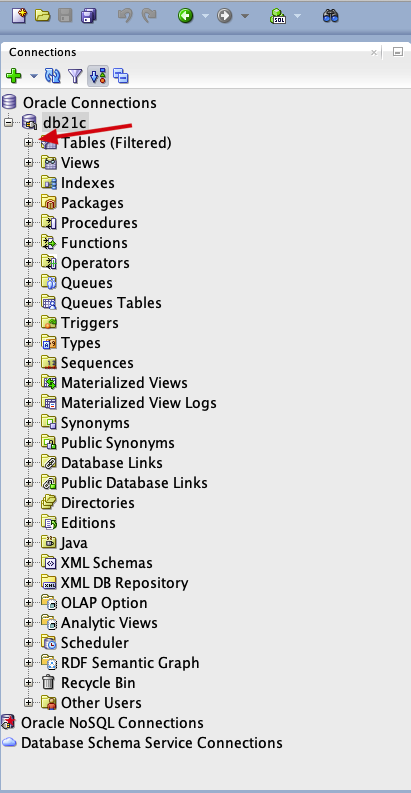 SQL
Connections
Oracle Connections
db21c
Tables (Filtered)
Views
Indexes
Packages
Procedures
Functions
Operators
Queues
Queues Tables
Triggers
Types
Sequences
Materialized Views
Materialized View Logs
Synonyms
Public Synonyms
Database Links
Public Database Links
Directories
Editions
Java
XML Schemas
XML DB Repository
OLAP Option
Analytic Views
Scheduler
RDF Semantic Graph
Recycle Bin
Other Users
Oracle NoSQL Connections
Database Schema Service Connections